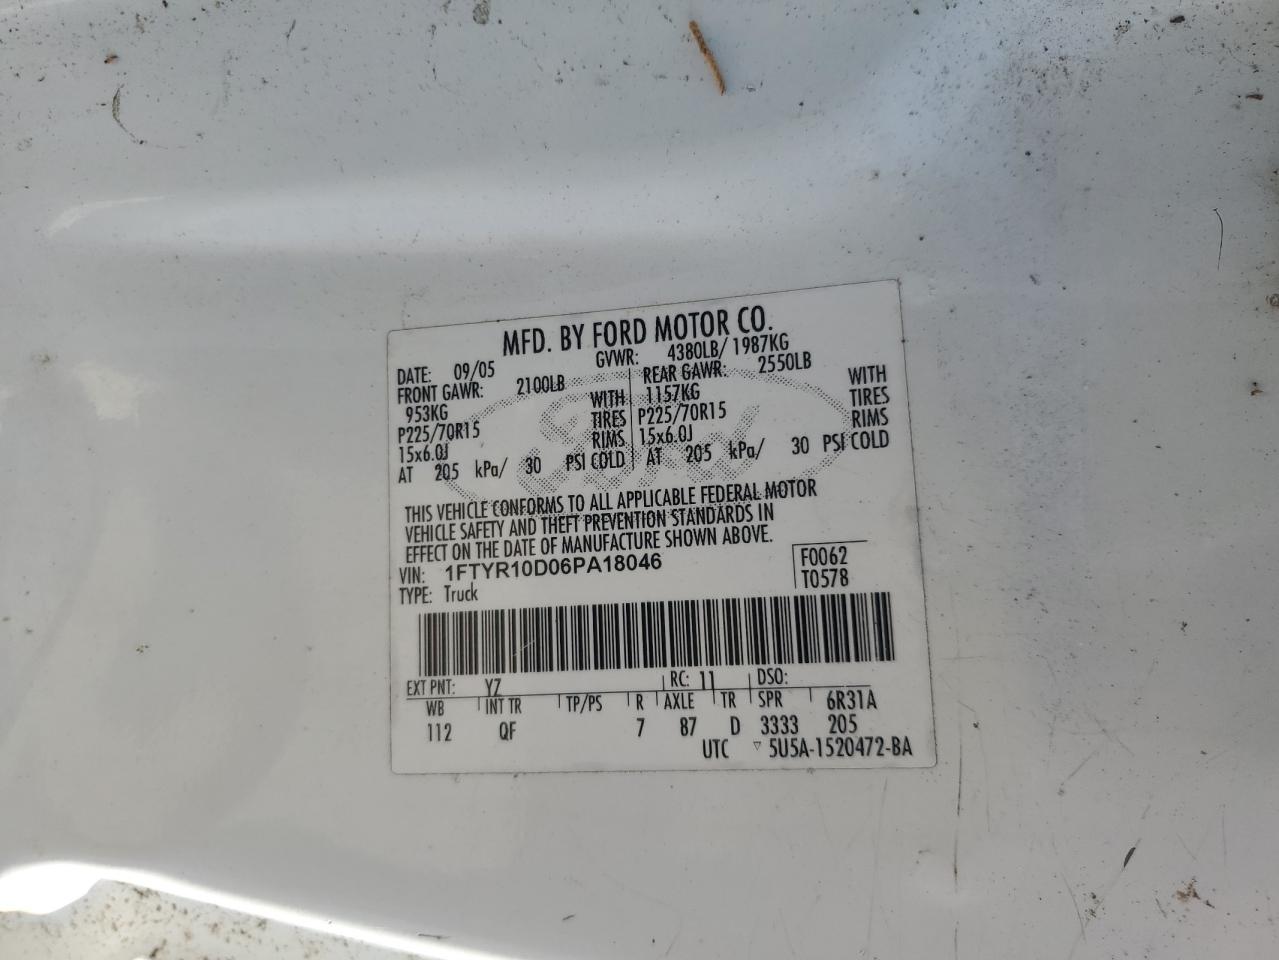 MFD. BY FORD MOTOR CO.
DATE: 09/05 GVWR: 4380LB/ 1987KG
FRONT GAWR: 2100LB REAR GAWR: 2550LB
953KG WITH 1157KG WITH
P225/70R15 TIRES P225/70R15 TIRES
15x6.0J RIMS 15x6.0J RIMS
AT 205 kPa/ 30 PSI COLD AT 205 kPa/ 30 PSI COLD
THIS VEHICLE CONFORMS TO ALL APPLICABLE FEDERAL MOTOR
VEHICLE SAFETY AND THEFT PREVENTION STANDARDS IN
EFFECT ON THE DATE OF MANUFACTURE SHOWN ABOVE.
VIN: 1FTYR10D06PA18046 F0062
TYPE: Truck T0578
EXT PNT: YZ RC: 11 DSO:
WB INT TR TP/PS R AXLE TR SPR 6R31A
112 QF 7 87 D 3333 205
UTC ▽ 5U5A-1520472-BA
Ford